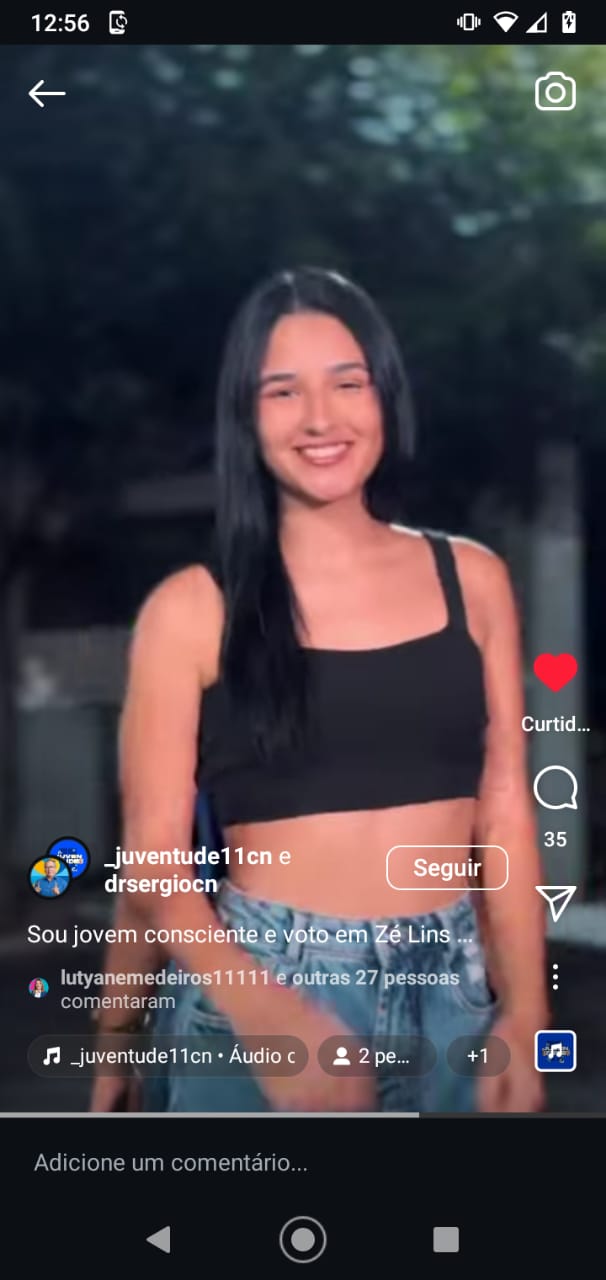 12:56
Curtid...
35
_juventude11cn e
drsergiocn
Seguir
Sou jovem consciente e voto em Zé Lins ...
lutyanemedeiros11111 e outras 27 pessoas
comentaram
_juventude11cn • Áudio c
2 pe...
+1
Adicione um comentário...